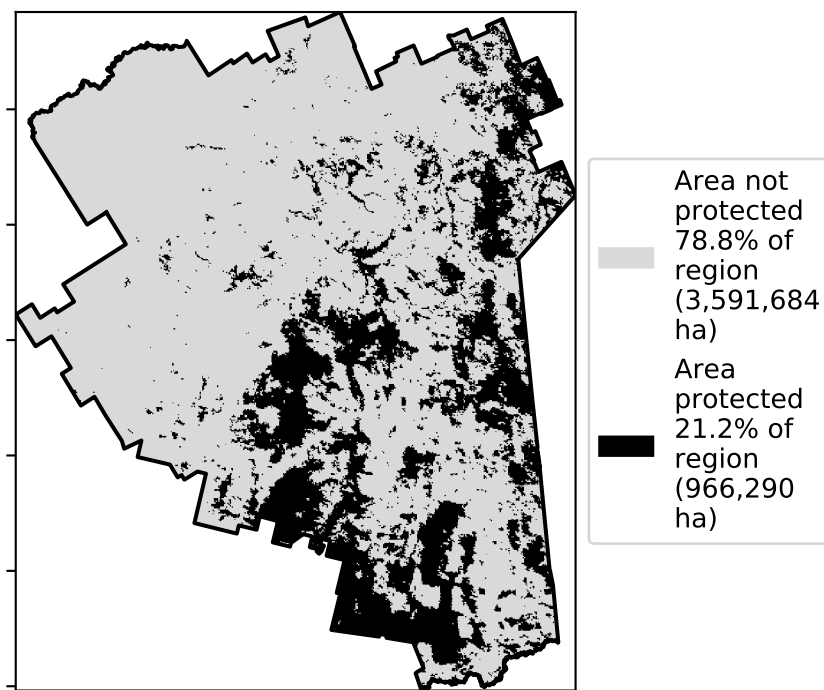 Area not
protected
78.8% of
region
(3,591,684
ha)
Area
protected
21.2% of
region
(966,290
ha)